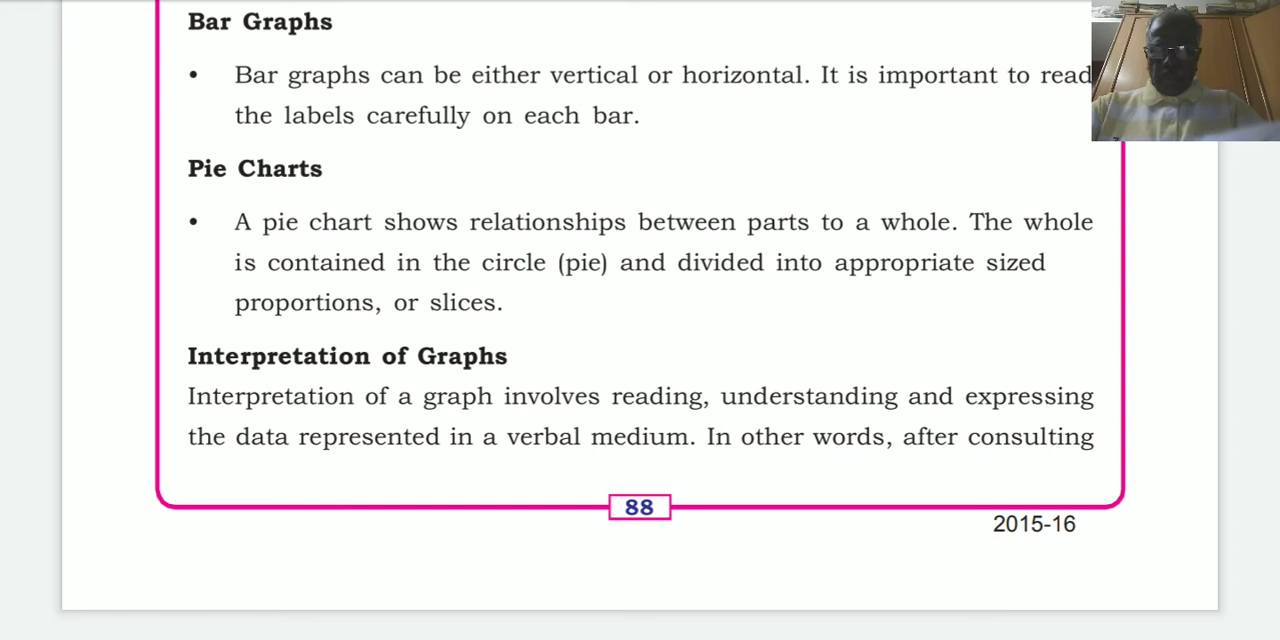 Bar Graphs
• Bar graphs can be either vertical or horizontal. It is important to read
the labels carefully on each bar.
Pie Charts
• A pie chart shows relationships between parts to a whole. The whole
is contained in the circle (pie) and divided into appropriate sized
proportions, or slices.
Interpretation of Graphs
Interpretation of a graph involves reading, understanding and expressing
the data represented in a verbal medium. In other words, after consulting
88
2015-16